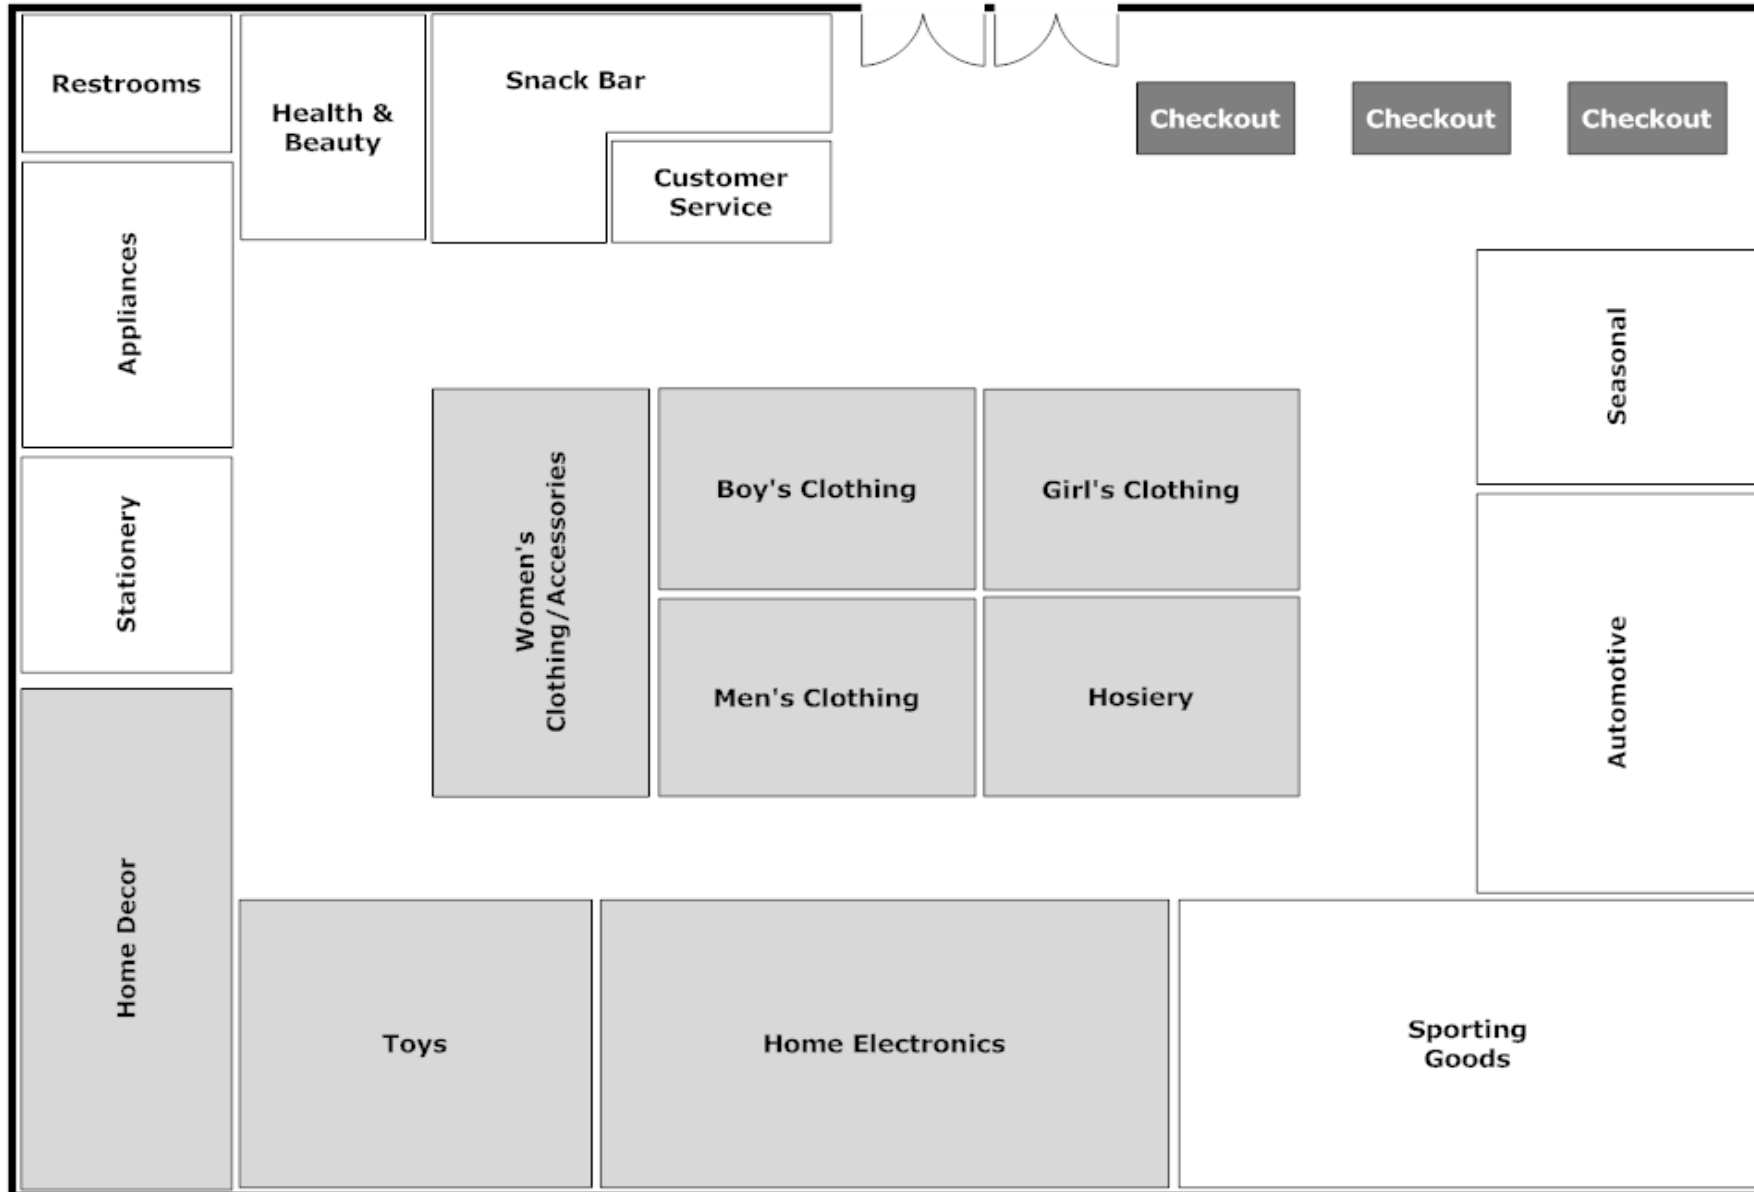 Restrooms
Health &
Beauty
Snack Bar
Customer
Service
Checkout
Checkout
Checkout
Appliances
Seasonal
Stationery
Women's
Clothing/Accessories
Boy's Clothing
Girl's Clothing
Men's Clothing
Hosiery
Automotive
Home Decor
Toys
Home Electronics
Sporting
Goods